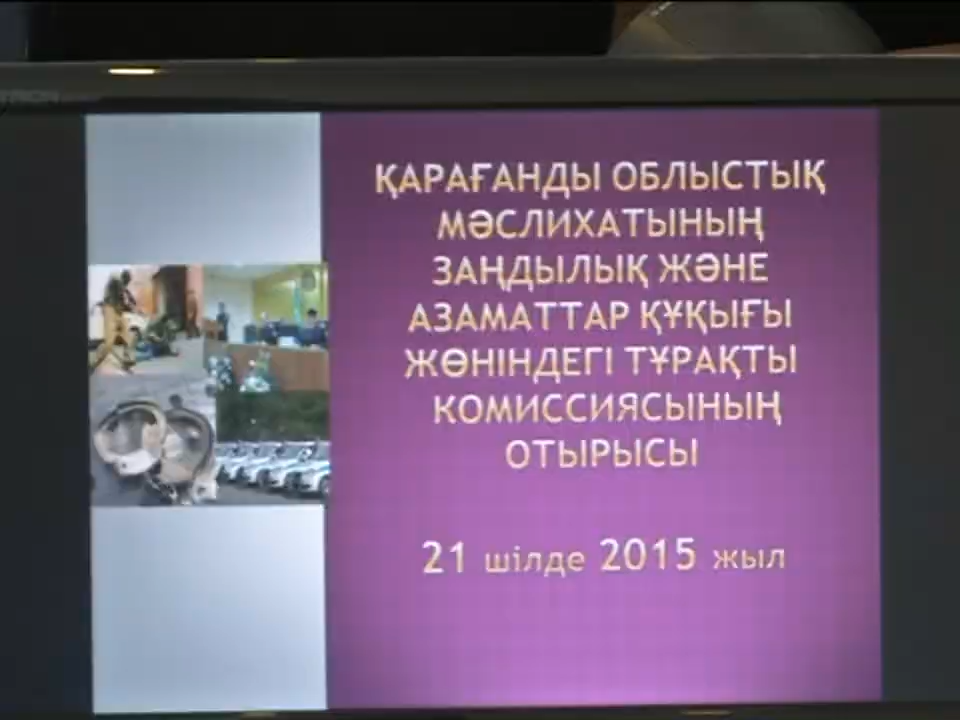 ҚАРАҒАНДЫ ОБЛЫСТЫҚ
МӘСЛИХАТЫНЫҢ
ЗАҢДЫЛЫҚ ЖӘНЕ
АЗАМАТТАР ҚҰҚЫҒЫ
ЖӨНІНДЕГІ ТҰРАҚТЫ
КОМИССИЯСЫНЫҢ
ОТЫРЫСЫ
21 шілде 2015 жыл